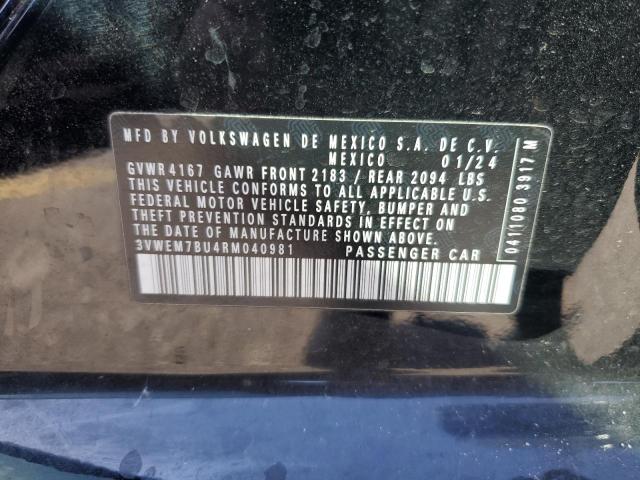 MFD BY VOLKSWAGEN DE MEXICO S.A. DE C.V.
MEXICO 01/24
GVWR 4167 GAWR FRONT 2183 / REAR 2094 LBS
THIS VEHICLE CONFORMS TO ALL APPLICABLE U.S.
FEDERAL MOTOR VEHICLE SAFETY, BUMPER AND
THEFT PREVENTION STANDARDS IN EFFECT ON
THE DATE OF MANUFACTURE SHOWN ABOVE.
3VWEM7BU4RM040981 PASSENGER CAR
0411080 3917 M